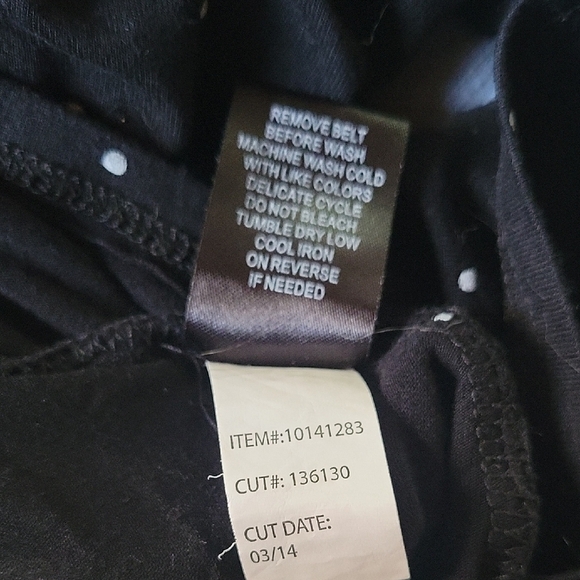 REMOVE BELT
BEFORE WASH
MACHINE WASH COLD
WITH LIKE COLORS
DELICATE CYCLE
DO NOT BLEACH
TUMBLE DRY LOW
COOL IRON
ON REVERSE
IF NEEDED
ITEM#:10141283
CUT#: 136130
CUT DATE:
03/14